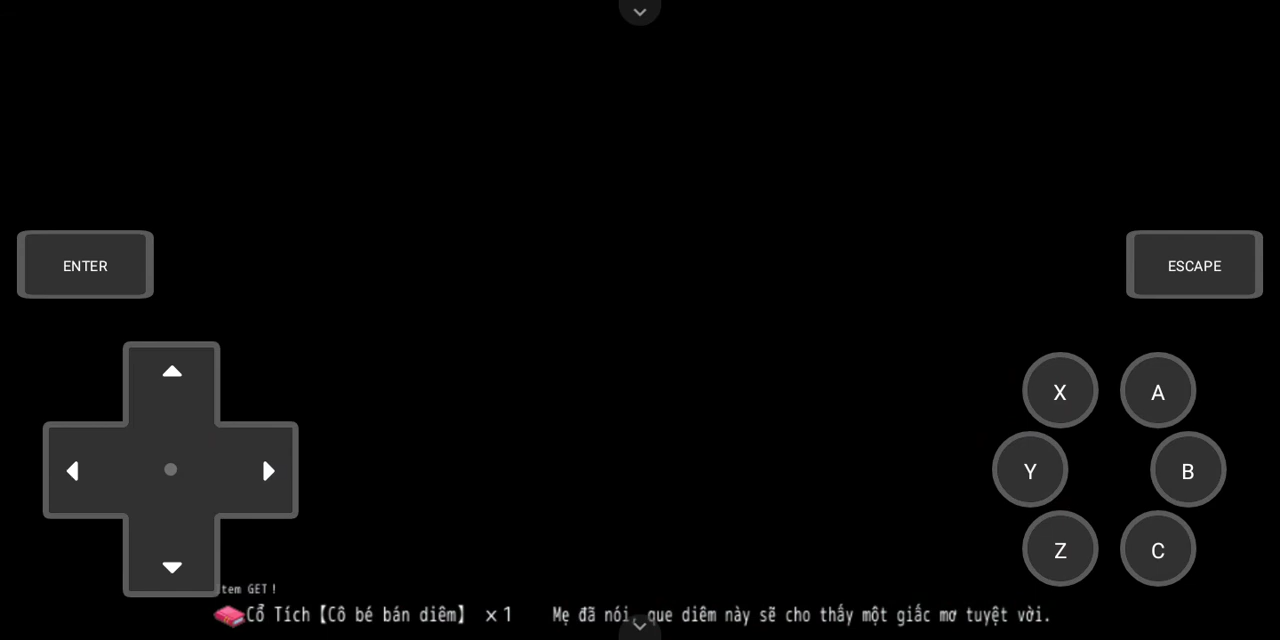 ENTER
ESCAPE
X
A
Y
B
Z
C
tem GET !
Cổ Tích【Cô bé bán diêm】 ×1 Mẹ đã nói, que diêm này sẽ cho thấy một giấc mơ tuyệt vời.